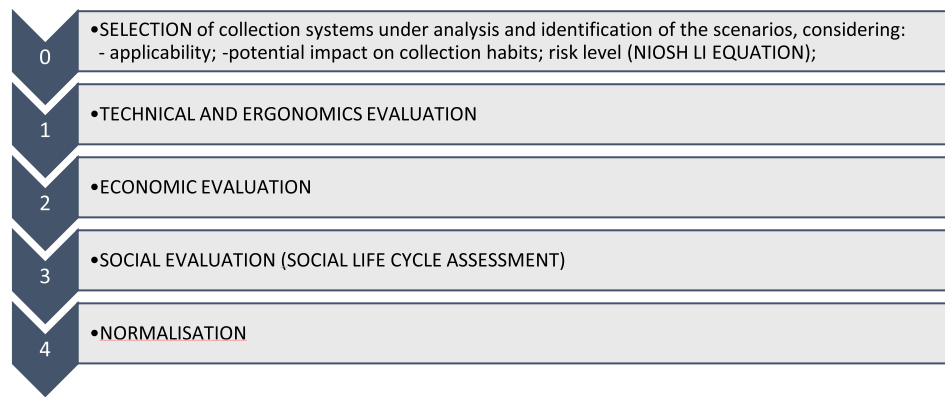 0
•SELECTION of collection systems under analysis and identification of the scenarios, considering:
- applicability; -potential impact on collection habits; risk level (NIOSH LI EQUATION);
1
•TECHNICAL AND ERGONOMICS EVALUATION
2
•ECONOMIC EVALUATION
3
•SOCIAL EVALUATION (SOCIAL LIFE CYCLE ASSESSMENT)
4
•NORMALISATION